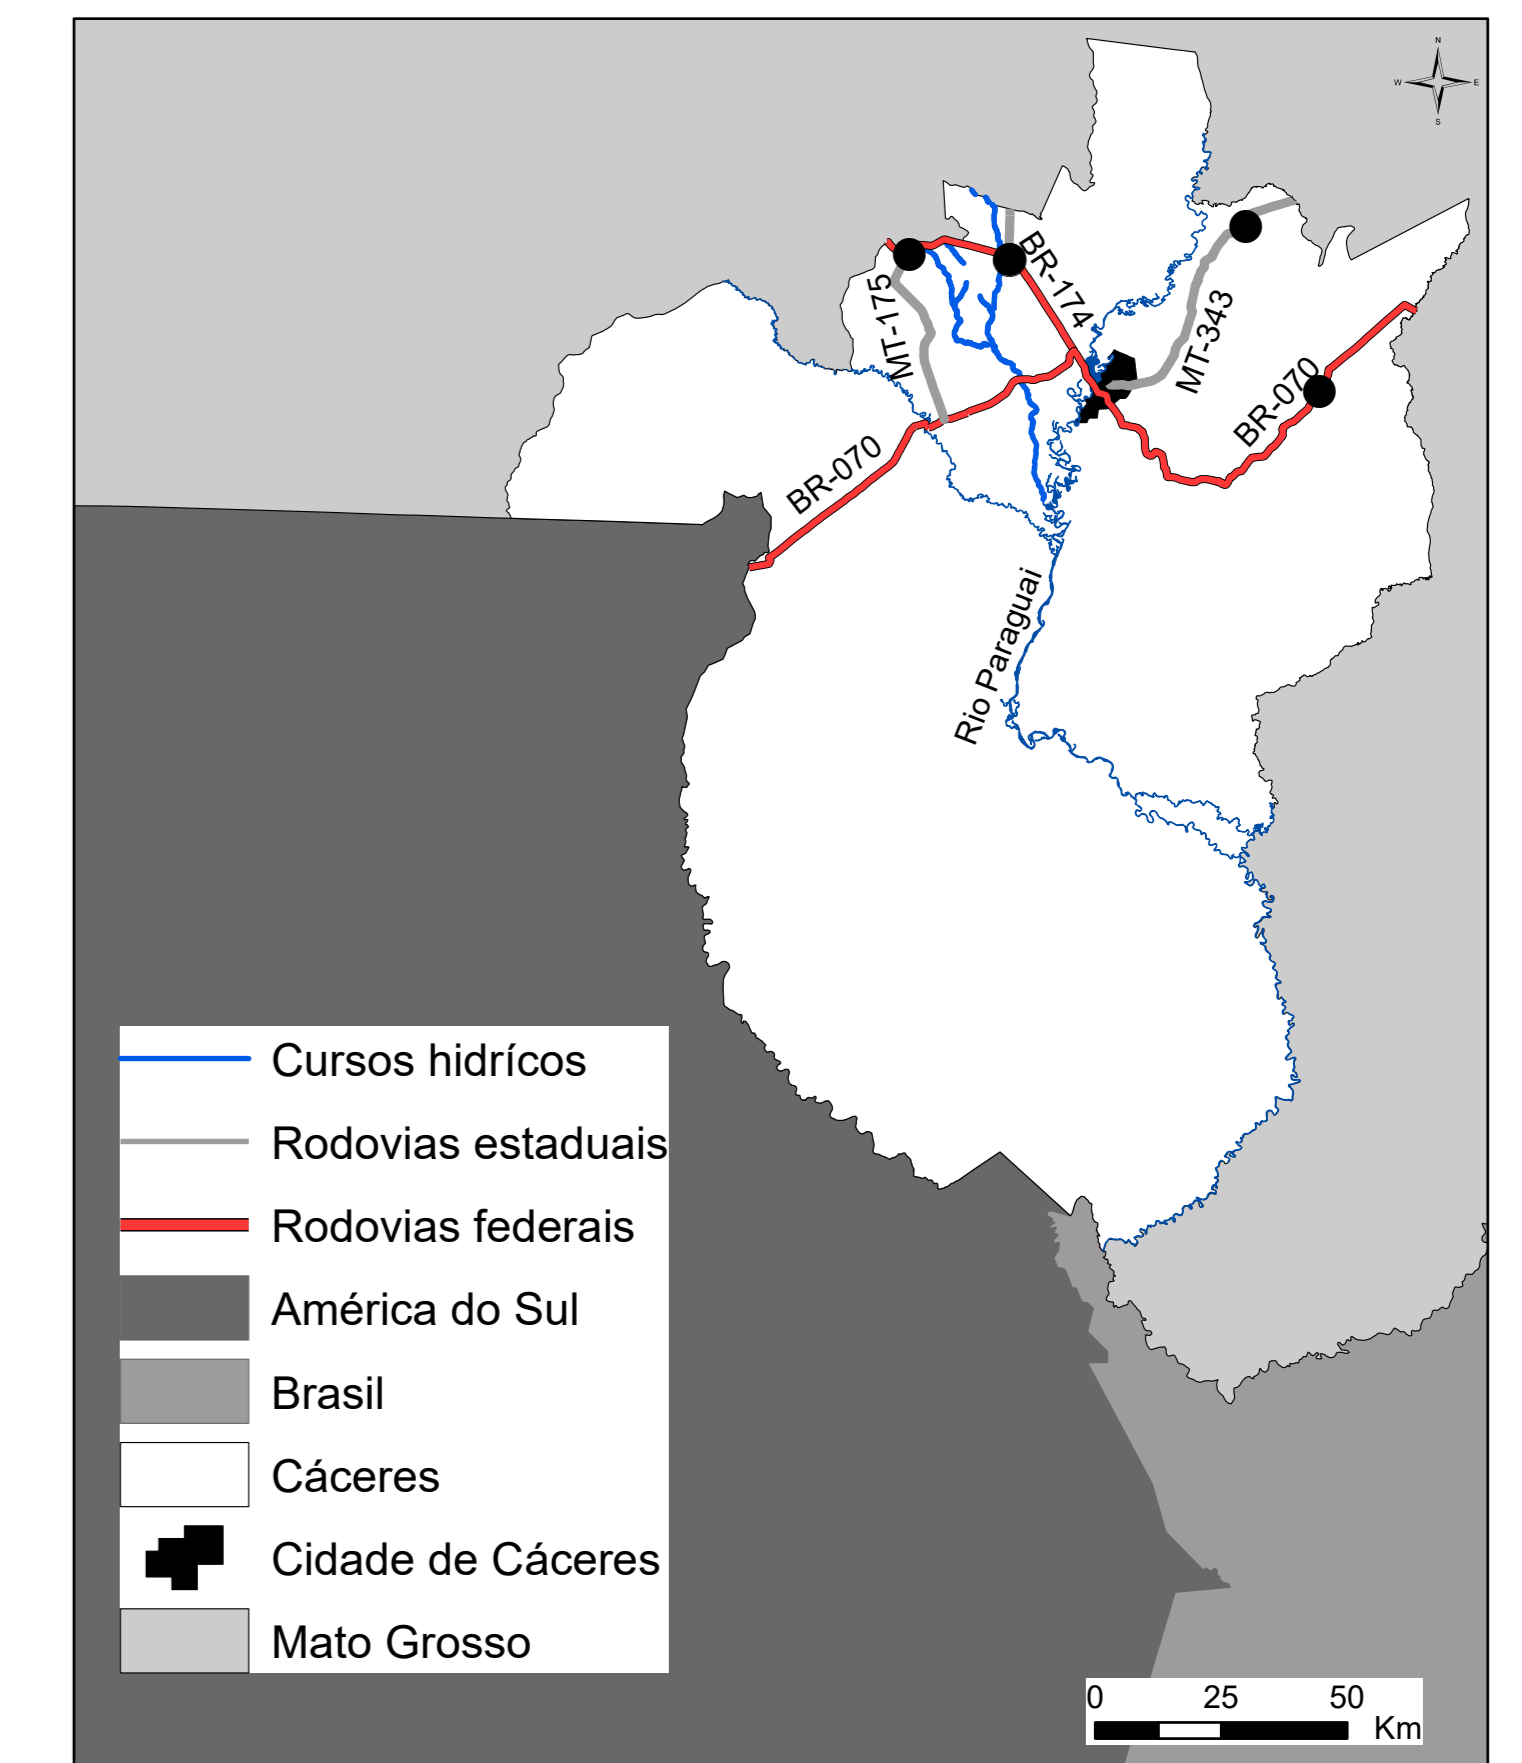 N
W
E
S
BR-174
MT-175
MT-343
BR-070
BR-070
Rio Paraguai
Cursos hidrícos
Rodovias estaduais
Rodovias federais
América do Sul
Brasil
Cáceres
Cidade de Cáceres
Mato Grosso
0 25 50
Km